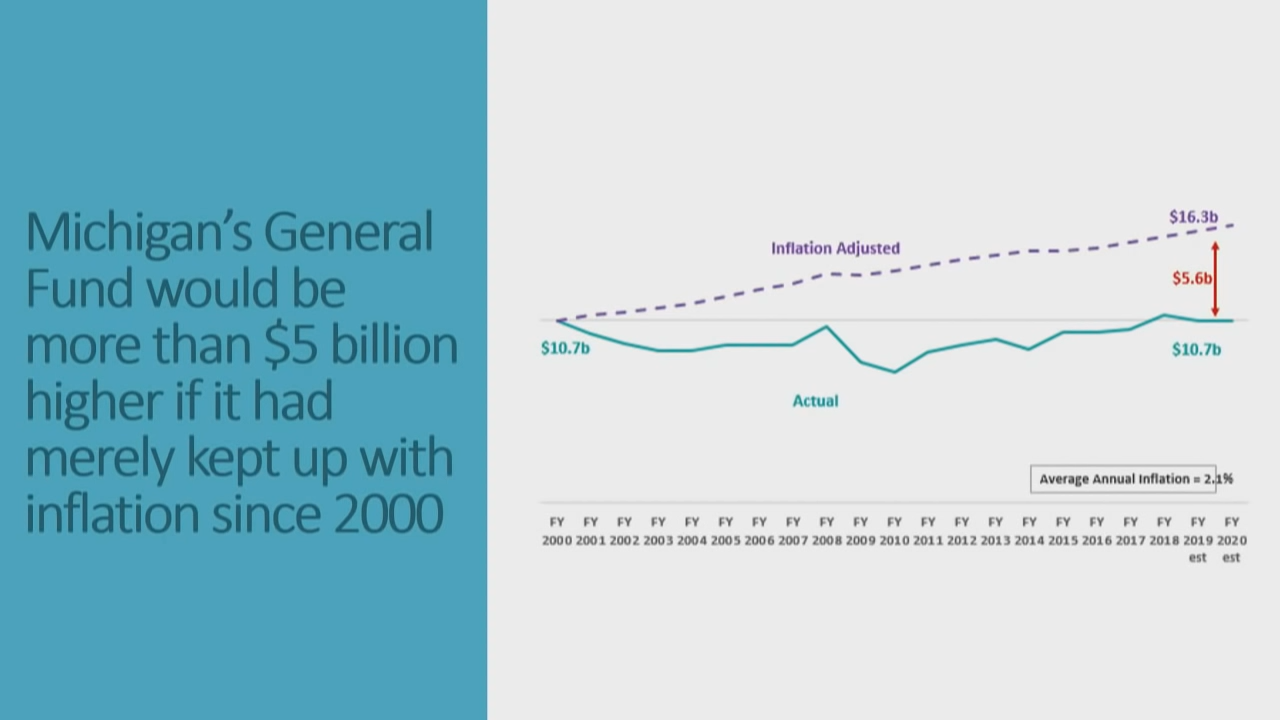 Michigan's General
Fund would be
more than $5 billion
higher if it had
merely kept up with
inflation since 2000
$16.3b
Inflation Adjusted
$5.6b
$10.7b
$10.7b
Actual
Average Annual Inflation = 2.1%
FY FY FY FY FY FY FY FY FY FY FY FY FY FY FY FY FY FY FY FY FY
2000 2001 2002 2003 2004 2005 2006 2007 2008 2009 2010 2011 2012 2013 2014 2015 2016 2017 2018 2019 2020
est est